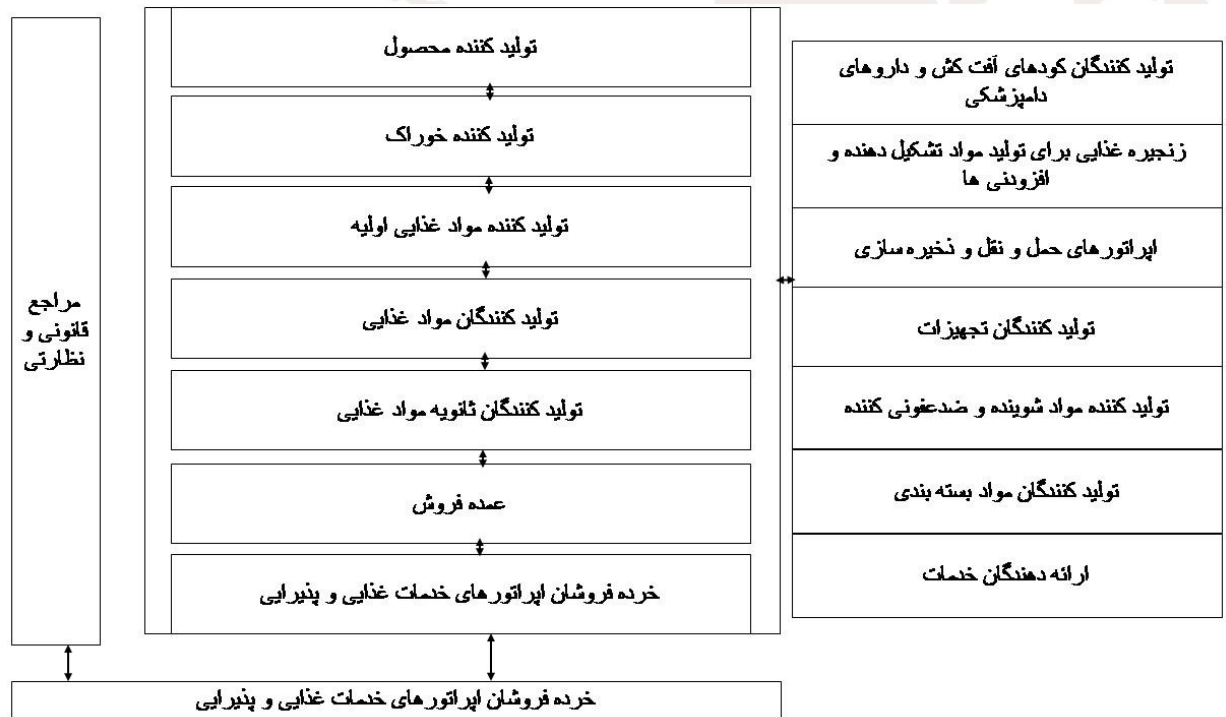 تولید کننده محصول
تولید کننده خوراک
تولید کننده مواد غذایی اولیه
تولید کنندگان مواد غذایی
تولید کنندگان ثانویه مواد غذایی
عمده فروش
خرده فروشان اپراتورهای خدمات غذایی و پذیرایی
تولید کنندگان کودهای آفت کش و داروهای
دامپزشکی
زنجیره غذایی برای تولید مواد تشکیل دهنده و
افزودنی ها
اپراتورهای حمل و نقل و ذخیره سازی
تولید کنندگان تجهیزات
تولید کننده مواد شوینده و ضدعفونی کننده
تولید کنندگان مواد بسته بندی
ارائه دهندگان خدمات
مراجع
قانونی و
نظارتی
خرده فروشان اپراتورهای خدمات غذایی و پذیرایی